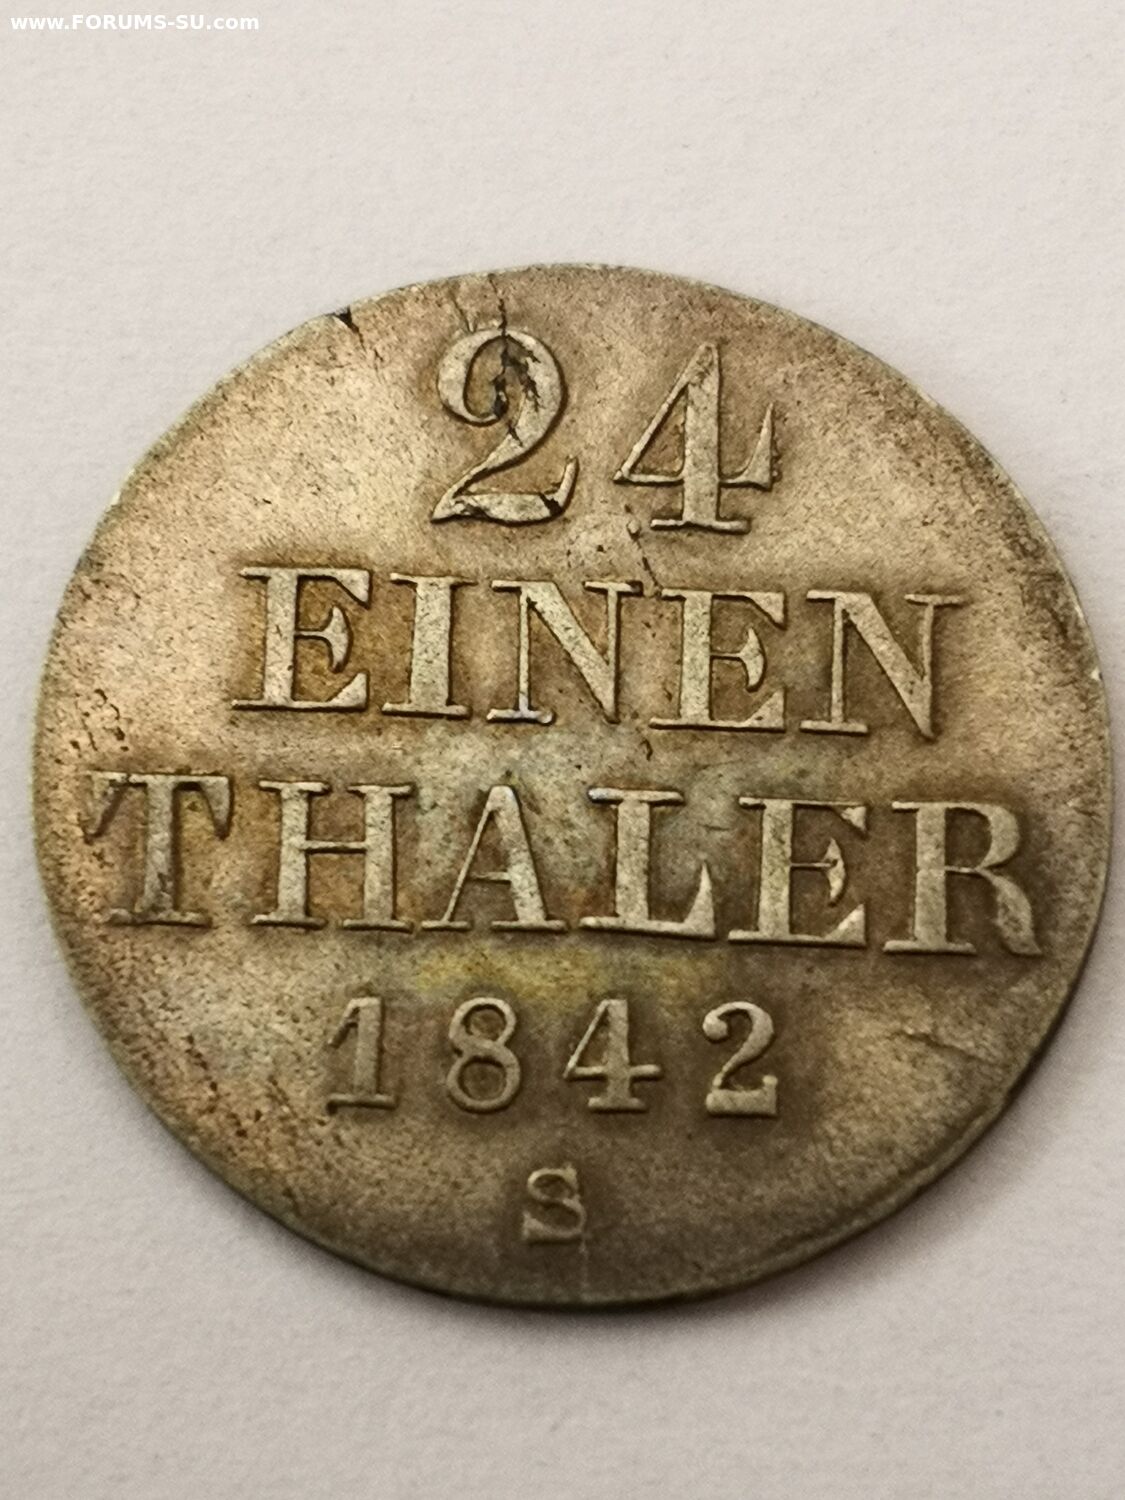 www.FORUMS-SU.com
24
EINEN
THALER
1842
S